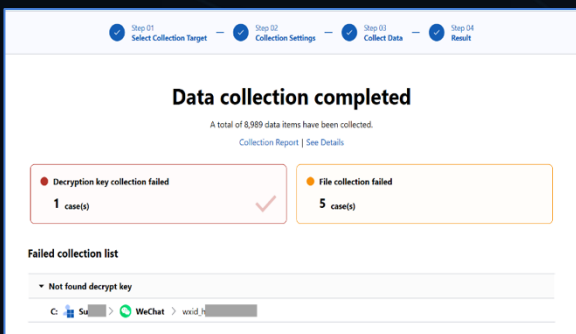 Step 01 Step 02 Step 03 Step 04
Select Collection Target Collection Settings Collect Data Result
Data collection completed
A total of 8,989 data items have been collected.
Collection Report | See Details
Decryption key collection failed
1 case(s)
File collection failed
5 case(s)
Failed collection list
Not found decrypt key
C: Su > WeChat > wxid_h